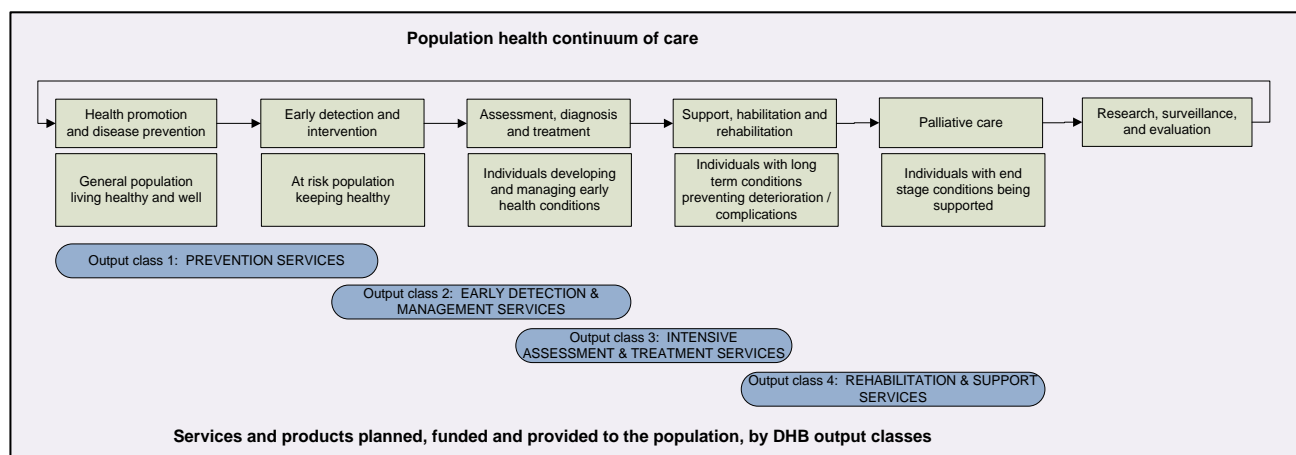 Population health continuum of care
Health promotion
and disease prevention
Early detection and
intervention
Assessment, diagnosis
and treatment
Support, habilitation and
rehabilitation
Palliative care
Research, surveillance,
and evaluation
General population
living healthy and well
At risk population
keeping healthy
Individuals developing
and managing early
health conditions
Individuals with long
term conditions
preventing deterioration /
complications
Individuals with end
stage conditions being
supported
Output class 1:  PREVENTION SERVICES
Output class 2:  EARLY DETECTION &
MANAGEMENT SERVICES
Output class 3:  INTENSIVE
ASSESSMENT & TREATMENT SERVICES
Output class 4:  REHABILITATION & SUPPORT
SERVICES
Services and products planned, funded and provided to the population, by DHB output classes